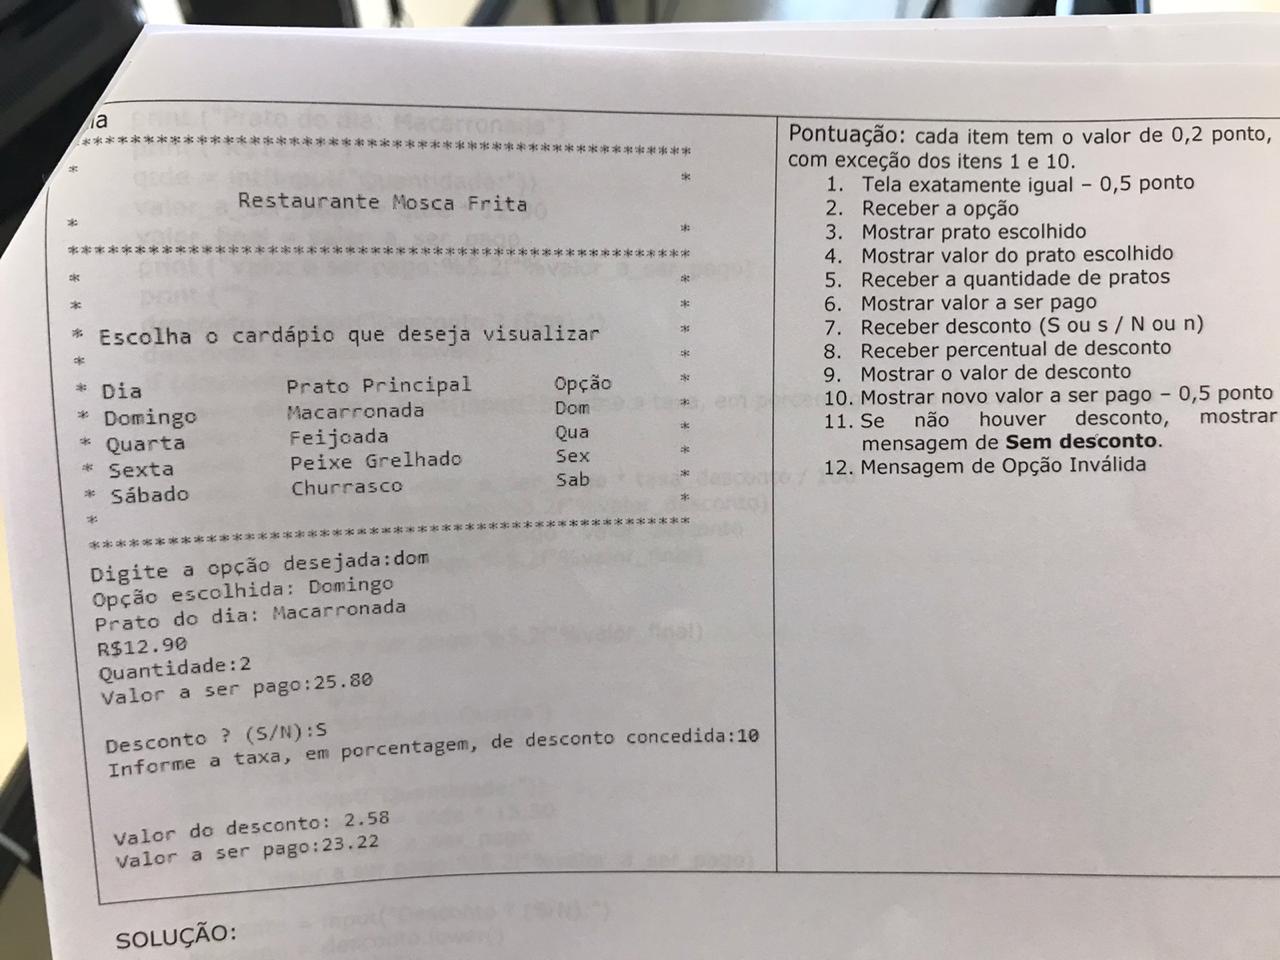 ia
************************************************
* *
Restaurante Mosca Frita
* *
************************************************
* *
* *
* Escolha o cardápio que deseja visualizar *
* *
* Dia Prato Principal Opção *
* Domingo Macarronada Dom *
* Quarta Feijoada Qua *
* Sexta Peixe Grelhado Sex *
* Sábado Churrasco Sab *
* *
************************************************
Digite a opção desejada:dom
Opção escolhida: Domingo
Prato do dia: Macarronada
R$12.90
Quantidade:2
Valor a ser pago:25.80
Desconto ? (S/N):S
Informe a taxa, em porcentagem, de desconto concedida:10
Valor do desconto: 2.58
Valor a ser pago:23.22
Pontuação: cada item tem o valor de 0,2 ponto,
com exceção dos itens 1 e 10.
1. Tela exatamente igual – 0,5 ponto
2. Receber a opção
3. Mostrar prato escolhido
4. Mostrar valor do prato escolhido
5. Receber a quantidade de pratos
6. Mostrar valor a ser pago
7. Receber desconto (S ou s / N ou n)
8. Receber percentual de desconto
9. Mostrar o valor de desconto
10. Mostrar novo valor a ser pago – 0,5 ponto
11. Se não houver desconto, mostrar
mensagem de Sem desconto.
12. Mensagem de Opção Inválida
SOLUÇÃO: